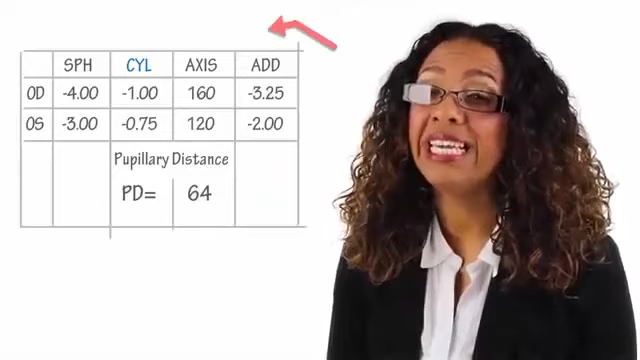 SPH CYL AXIS ADD
OD -4.00 -1.00 160 -3.25
OS -3.00 -0.75 120 -2.00
Pupillary Distance
PD= 64